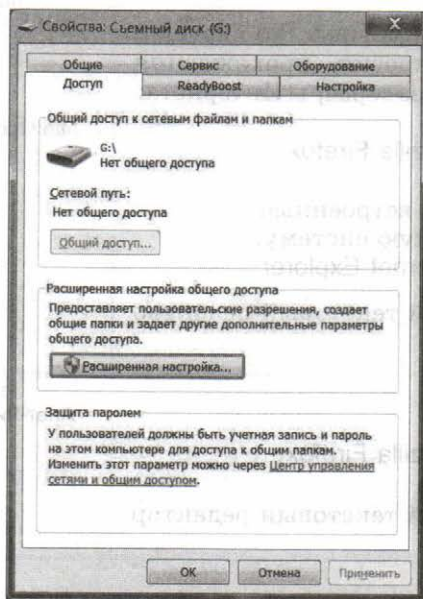 Свойства: Съемный диск (G:)
Общие
Сервис
Оборудование
Доступ
ReadyBoost
Настройка
Общий доступ к сетевым файлам и папкам
G:\
Нет общего доступа
Сетевой путь:
Нет общего доступа
Общий доступ...
Расширенная настройка общего доступа
Предоставляет пользовательские разрешения, создает
общие папки и задает другие дополнительные параметры
общего доступа.
Расширенная настройка...
Защита паролем
У пользователей должны быть учетная запись и пароль
на этом компьютере для доступа к общим папкам.
Изменить этот параметр можно через Центр управления
сетями и общим доступом.
OK
Отмена
Применить